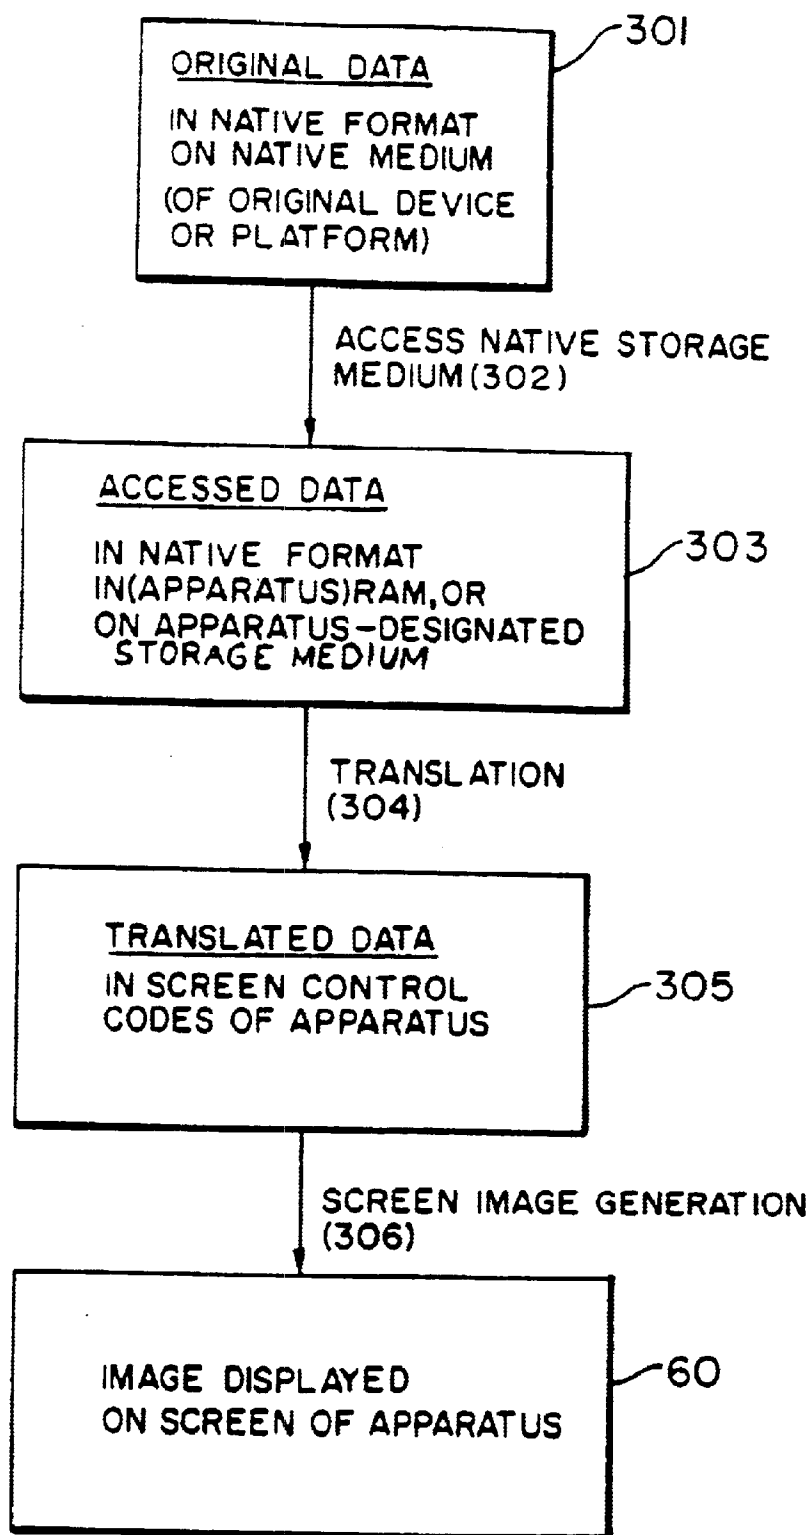 301
ORIGINAL DATA
IN NATIVE FORMAT
ON NATIVE MEDIUM
(OF ORIGINAL DEVICE
OR PLATFORM)
ACCESS NATIVE STORAGE
MEDIUM(302)
ACCESSED DATA
303
IN NATIVE FORMAT
IN(APPARATUS)RAM, OR
ON APPARATUS-DESIGNATED
STORAGE MEDIUM
TRANSLATION
(304)
TRANSLATED DATA
IN SCREEN CONTROL
CODES OF APPARATUS
305
SCREEN IMAGE GENERATION
(306)
IMAGE DISPLAYED
ON SCREEN OF APPARATUS
60